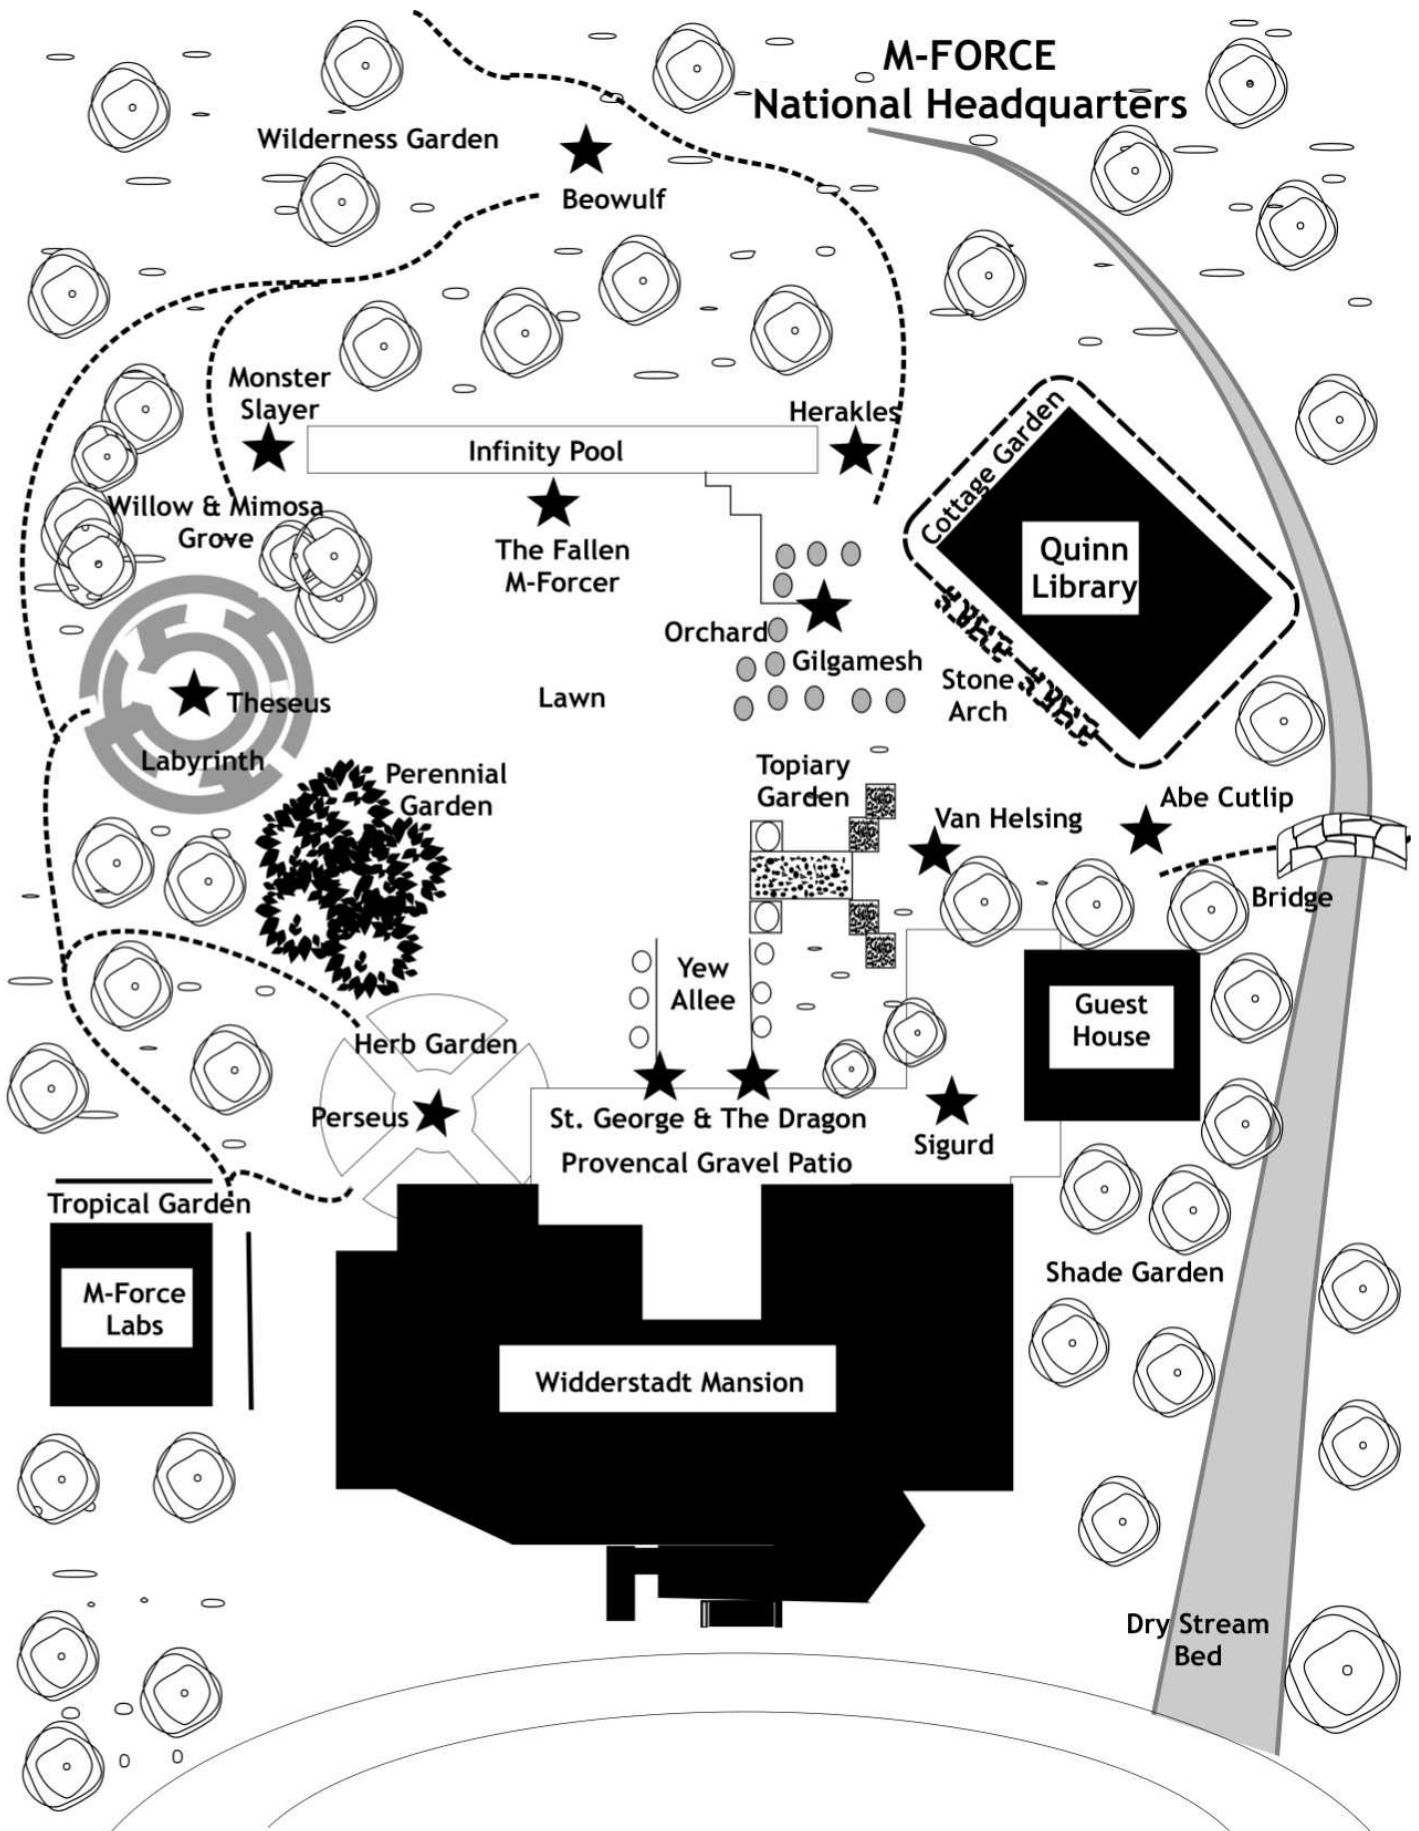 M-FORCE
National Headquarters
Wilderness Garden
Beowulf
Monster
Slayer
Herakles
Infinity Pool
Cottage Garden
Willow & Mimosa
Grove
The Fallen
M-Forcer
Quinn
Library
Orchard
Gilgamesh
Stone
Arch
Theseus
Lawn
Labyrinth
Perennial
Garden
Topiary
Garden
Van Helsing
Abe Cutlip
Bridge
Yew
Allee
Guest
House
Herb Garden
Perseus
St. George & The Dragon
Sigurd
Provencal Gravel Patio
Tropical Garden
M-Force
Labs
Shade Garden
Widderstadt Mansion
Dry Stream
Bed